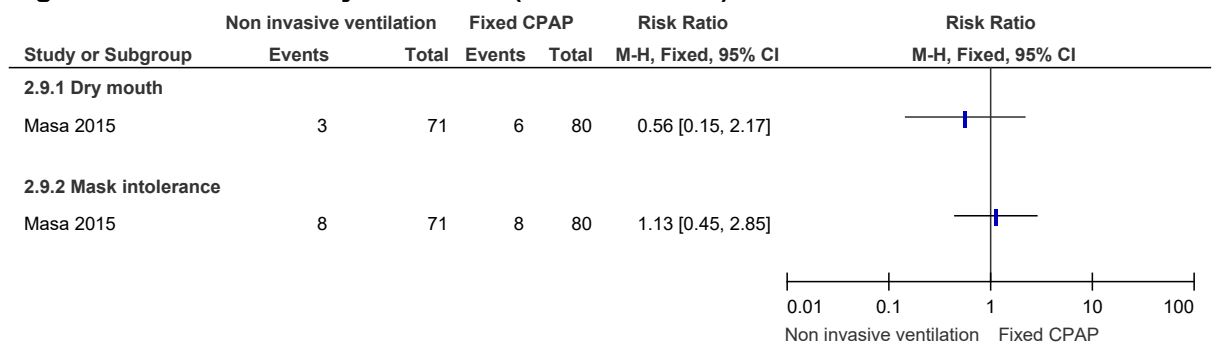 Non invasive ventilation Fixed CPAP Risk Ratio Risk Ratio
Study or Subgroup Events Total Events Total M-H, Fixed, 95% CI M-H, Fixed, 95% CI
2.9.1 Dry mouth
Masa 2015 3 71 6 80 0.56 [0.15, 2.17]
2.9.2 Mask intolerance
Masa 2015 8 71 8 80 1.13 [0.45, 2.85]
0.01 0.1 1 10 100
Non invasive ventilation Fixed CPAP